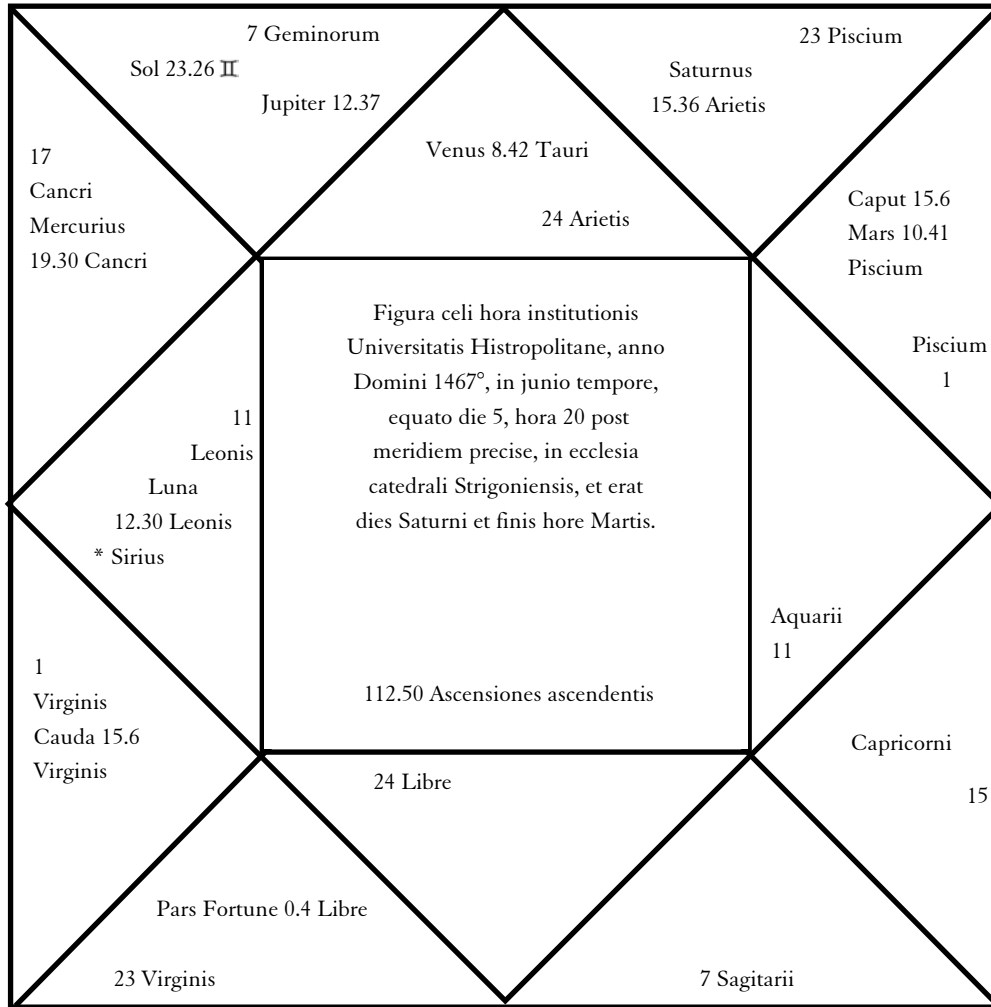 7 Geminorum
Sol 23.26 ♊
Jupiter 12.37
23 Piscium
Saturnus
15.36 Arietis
Venus 8.42 Tauri
24 Arietis
17
Cancri
Mercurius
19.30 Cancri
Caput 15.6
Mars 10.41
Piscium
Piscium
1
Figura celi hora institutionis
Universitatis Histropolitane, anno
Domini 1467°, in junio tempore,
equato die 5, hora 20 post
meridiem precise, in ecclesia
catedrali Strigoniensis, et erat
dies Saturni et finis hore Martis.
112.50 Ascensiones ascendentis
11
Leonis
Luna
12.30 Leonis
* Sirius
Aquarii
11
1
Virginis
Cauda 15.6
Virginis
Capricorni
15
24 Libre
Pars Fortune 0.4 Libre
23 Virginis
7 Sagitarii